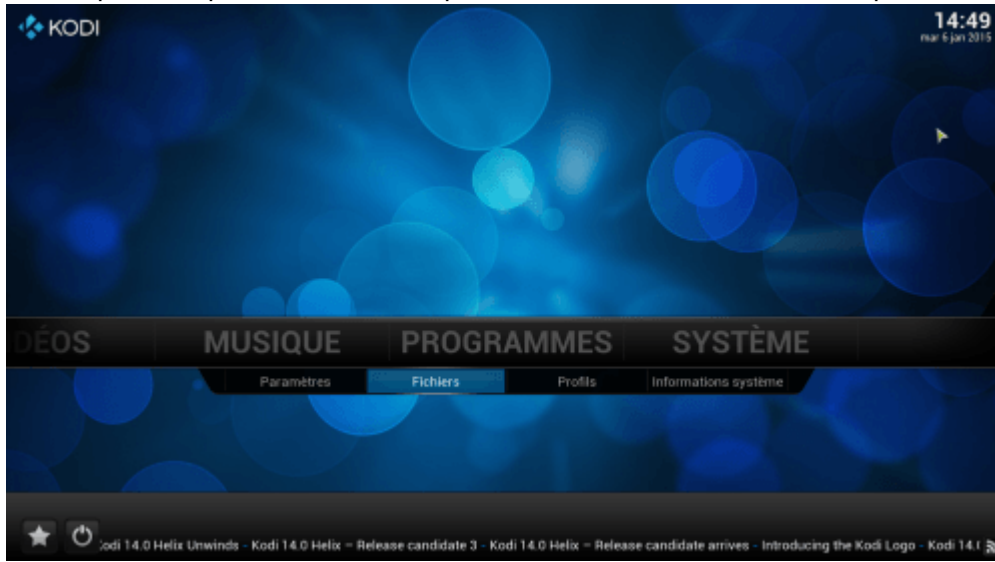 KODI
14:49
mar 6 jan 2015
DÉOS MUSIQUE PROGRAMMES SYSTÈME
Paramètres Fichiers Profils Informations système
odi 14.0 Helix Unwinds - Kodi 14.0 Helix – Release candidate 3 - Kodi 14.0 Helix – Release candidate arrives - Introducing the Kodi Logo - Kodi 14.